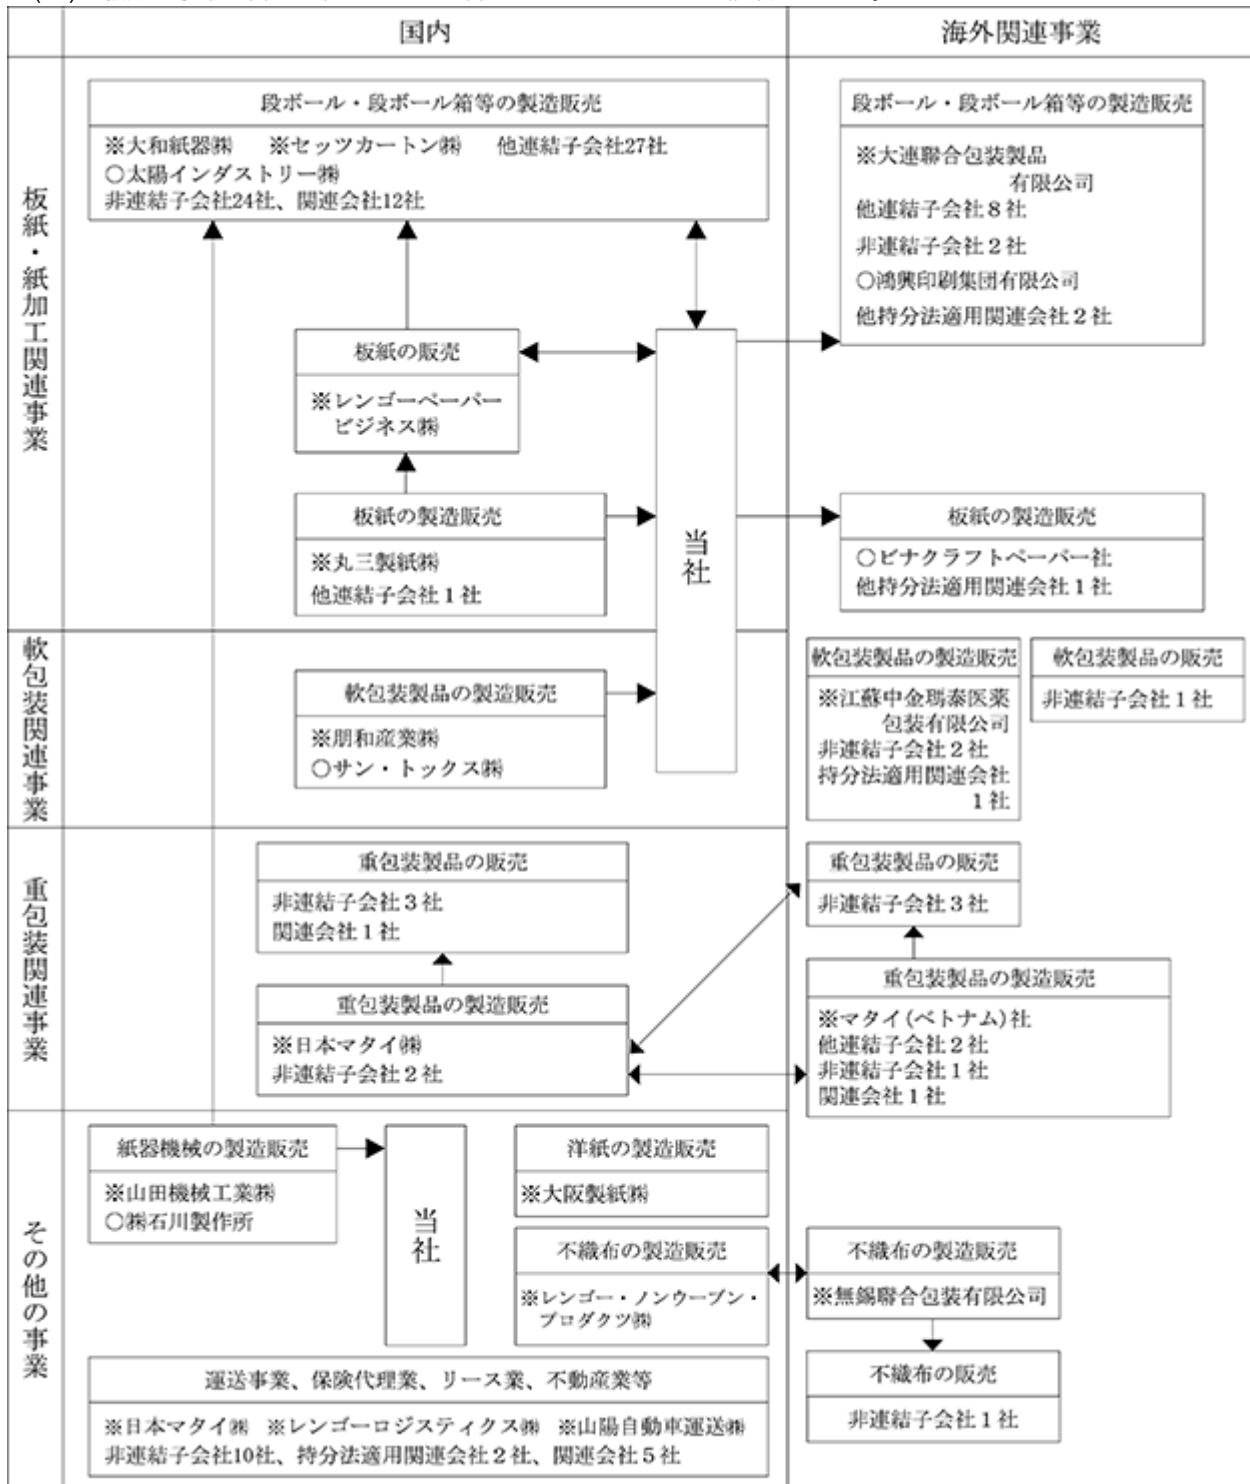 国内
海外関連事業
板紙・紙加工関連事業
段ボール・段ボール箱等の製造販売
※大和紙器㈱　※セッツカートン㈱　他連結子会社27社
○太陽インダストリー㈱
非連結子会社24社、関連会社12社
段ボール・段ボール箱等の製造販売
※大連聯合包装製品
有限公司
他連結子会社８社
非連結子会社２社
○鴻興印刷集団有限公司
他持分法適用関連会社２社
板紙の販売
※レンゴーペーパー
ビジネス㈱
板紙の製造販売
※丸三製紙㈱
他連結子会社１社
当社
板紙の製造販売
○ビナクラフトペーパー社
他持分法適用関連会社１社
軟包装関連事業
軟包装製品の製造販売
※朋和産業㈱
○サン・トックス㈱
軟包装製品の製造販売
※江蘇中金瑪泰医薬
包装有限公司
非連結子会社２社
持分法適用関連会社
１社
軟包装製品の販売
非連結子会社１社
重包装関連事業
重包装製品の販売
非連結子会社３社
関連会社１社
重包装製品の製造販売
※日本マタイ㈱
非連結子会社２社
重包装製品の販売
非連結子会社３社
重包装製品の製造販売
※マタイ（ベトナム）社
他連結子会社２社
非連結子会社１社
関連会社１社
その他の事業
紙器機械の製造販売
※山田機械工業㈱
○㈱石川製作所
当社
洋紙の製造販売
※大阪製紙㈱
不織布の製造販売
※レンゴー・ノンウーブン・
プロダクツ㈱
不織布の製造販売
※無錫聯合包装有限公司
不織布の販売
非連結子会社１社
運送事業、保険代理業、リース業、不動産業等
※日本マタイ㈱　※レンゴーロジスティクス㈱　※山陽自動車運送㈱
非連結子会社10社、持分法適用関連会社２社、関連会社５社